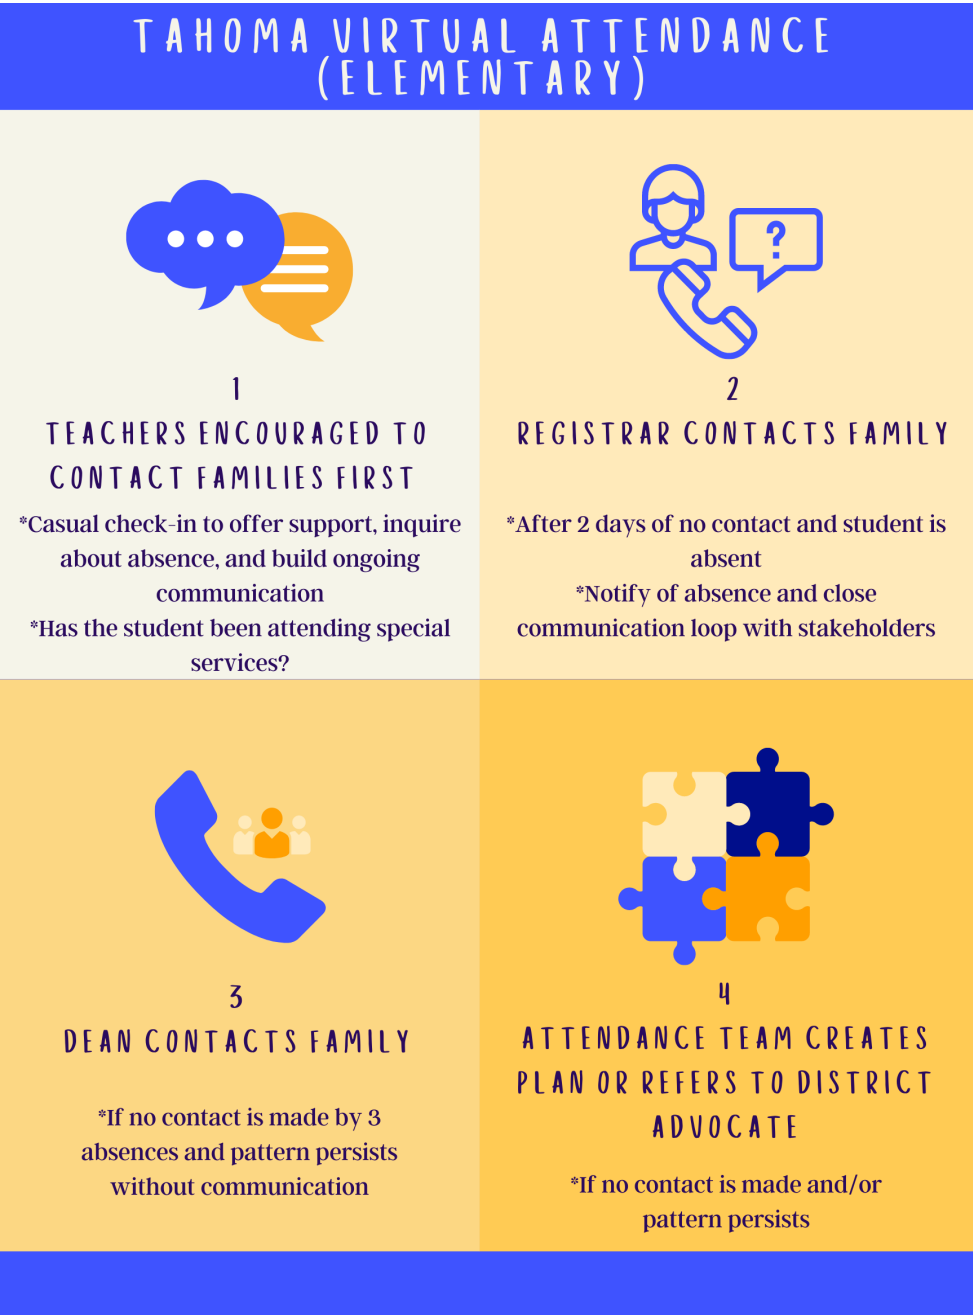 TAHOMA VIRTUAL ATTENDANCE
(ELEMENTARY)
1
TEACHERS ENCOURAGED TO
CONTACT FAMILIES FIRST
*Casual check-in to offer support, inquire
about absence, and build ongoing
communication
*Has the student been attending special
services?
?
2
REGISTRAR CONTACTS FAMILY
*After 2 days of no contact and student is
absent
*Notify of absence and close
communication loop with stakeholders
3
DEAN CONTACTS FAMILY
*If no contact is made by 3
absences and pattern persists
without communication
4
ATTENDANCE TEAM CREATES
PLAN OR REFERS TO DISTRICT
ADVOCATE
*If no contact is made and/or
pattern persists